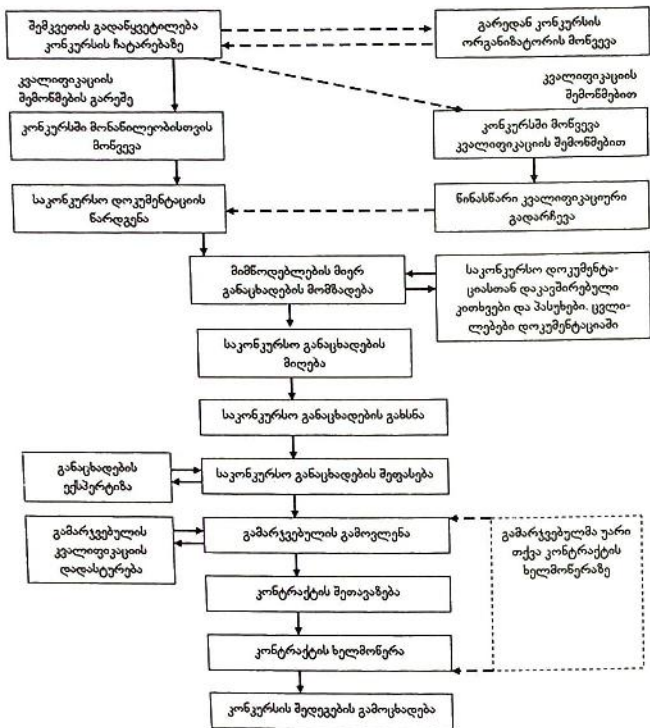 შემკვეთის გადაწყვეტილება
კონკურსის ჩატარებაზე
გარედან კონკურსის
ორგანიზატორის მოწვევა
კვალიფიკაციის
შემოწმების გარეშე
კვალიფიკაციის
შემოწმებით
კონკურსში მონაწილეობისთვის
მოწვევა
კონკურსში მოწვევა
კვალიფიკაციის შემოწმებით
საკონკურსო დოკუმენტაციის
წარდგენა
წინასწარი კვალიფიკაციური
გადარჩევა
მიმწოდებლების მიერ
განაცხადების მომზადება
საკონკურსო დოკუმენტა-
ციასთან დაკავშირებული
კითხვები და პასუხები. ცვლი-
ლებები დოკუმენტაციაში
საკონკურსო განაცხადების
მიღება
საკონკურსო განაცხადების გახსნა
განაცხადების
ექსპერტიზა
საკონკურსო განაცხადების შეფასება
გამარჯვებულის
კვალიფიკაციის
დადასტურება
გამარჯვებულის გამოვლენა
გამარჯვებულმა უარი
თქვა კონტრაქტის
ხელმოწერაზე
კონტრაქტის შეთავაზება
კონტრაქტის ხელმოწერა
კონკურსის შედეგების გამოცხადება